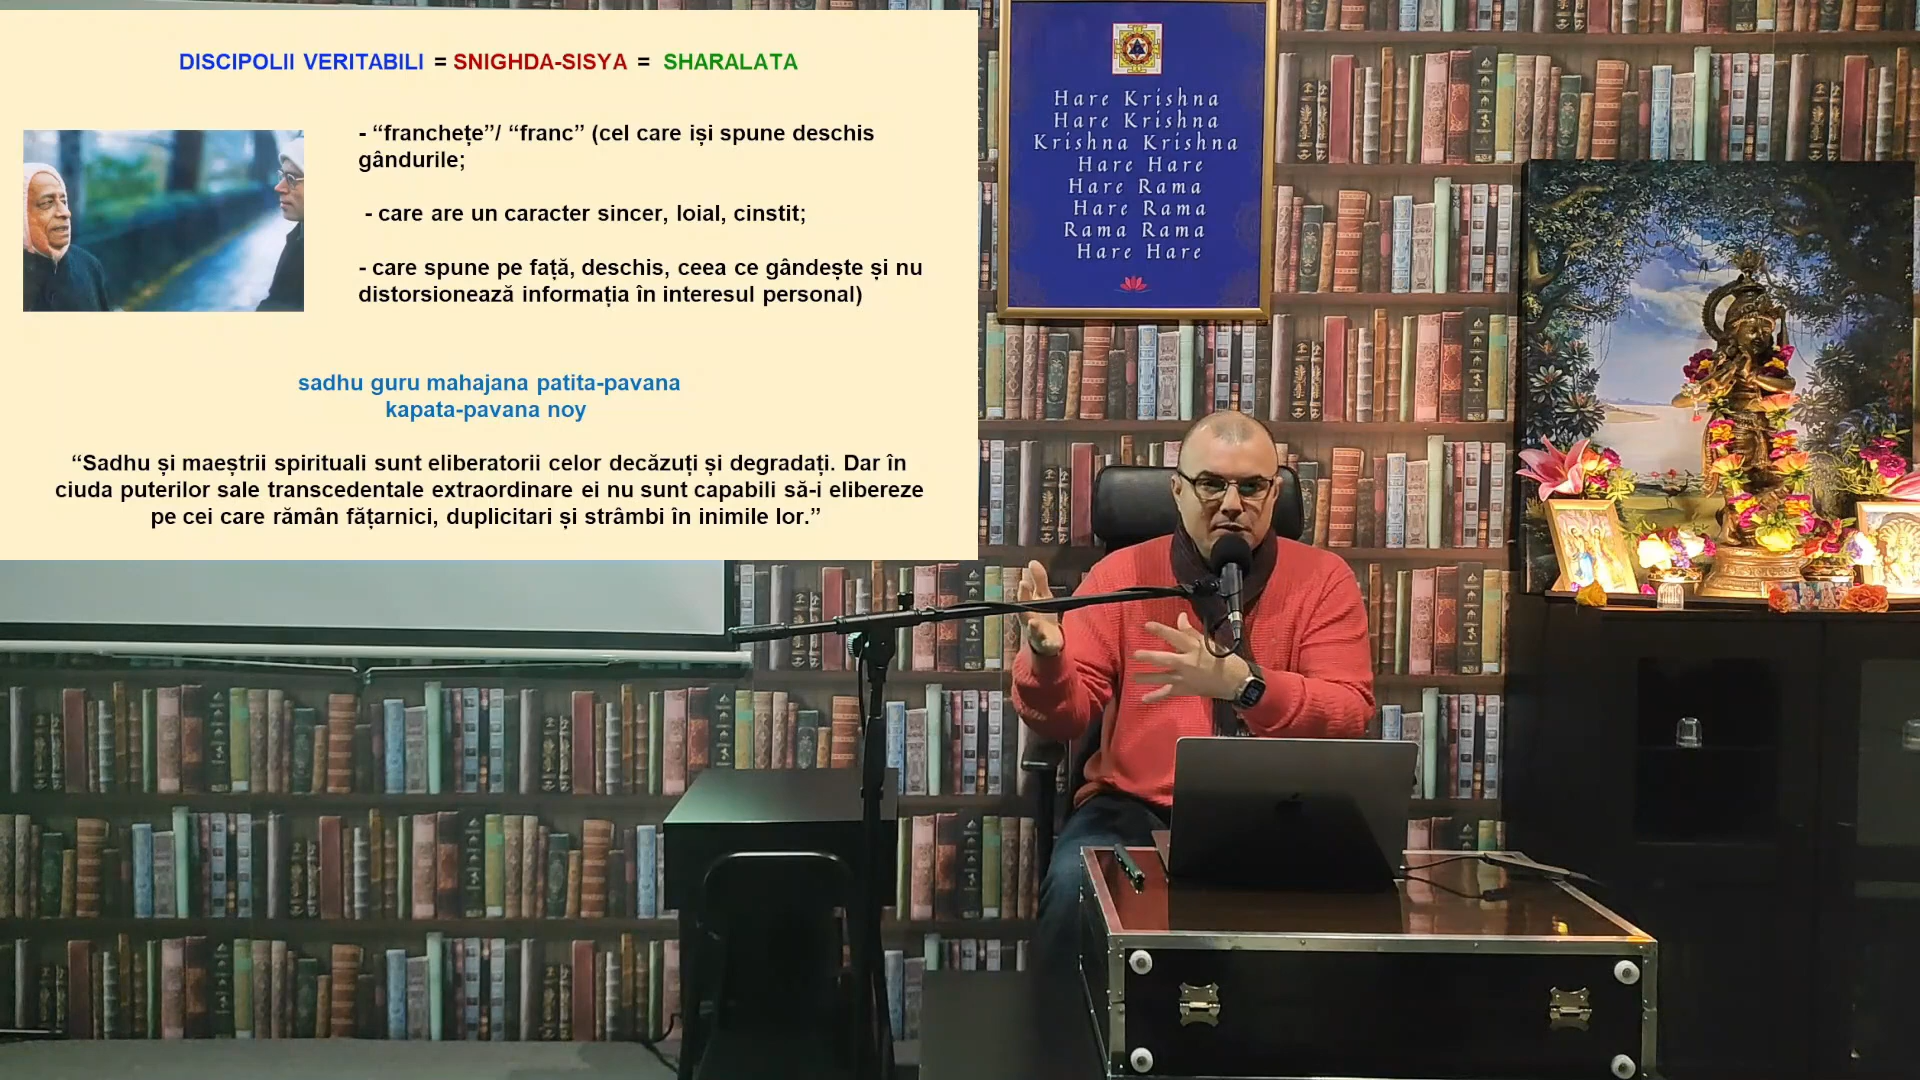 DISCIPOLII VERITABILI = SNIGHDA-SISYA = SHARALATA
- “franchețe”/ “franc” (cel care iși spune deschis
gândurile;
- care are un caracter sincer, loial, cinstit;
- care spune pe față, deschis, ceea ce gândește și nu
distorsionează informația în interesul personal)
sadhu guru mahajana patita-pavana
kapata-pavana noy
“Sadhu și maeștrii spirituali sunt eliberatorii celor decăzuți și degradați. Dar în
ciuda puterilor sale transcedentale extraordinare ei nu sunt capabili să-i elibereze
pe cei care rămân fățarnici, duplicitari și strâmbi în inimile lor.”
Hare Krishna
Hare Krishna
Krishna Krishna
Hare Hare
Hare Rama
Hare Rama
Rama Rama
Hare Hare